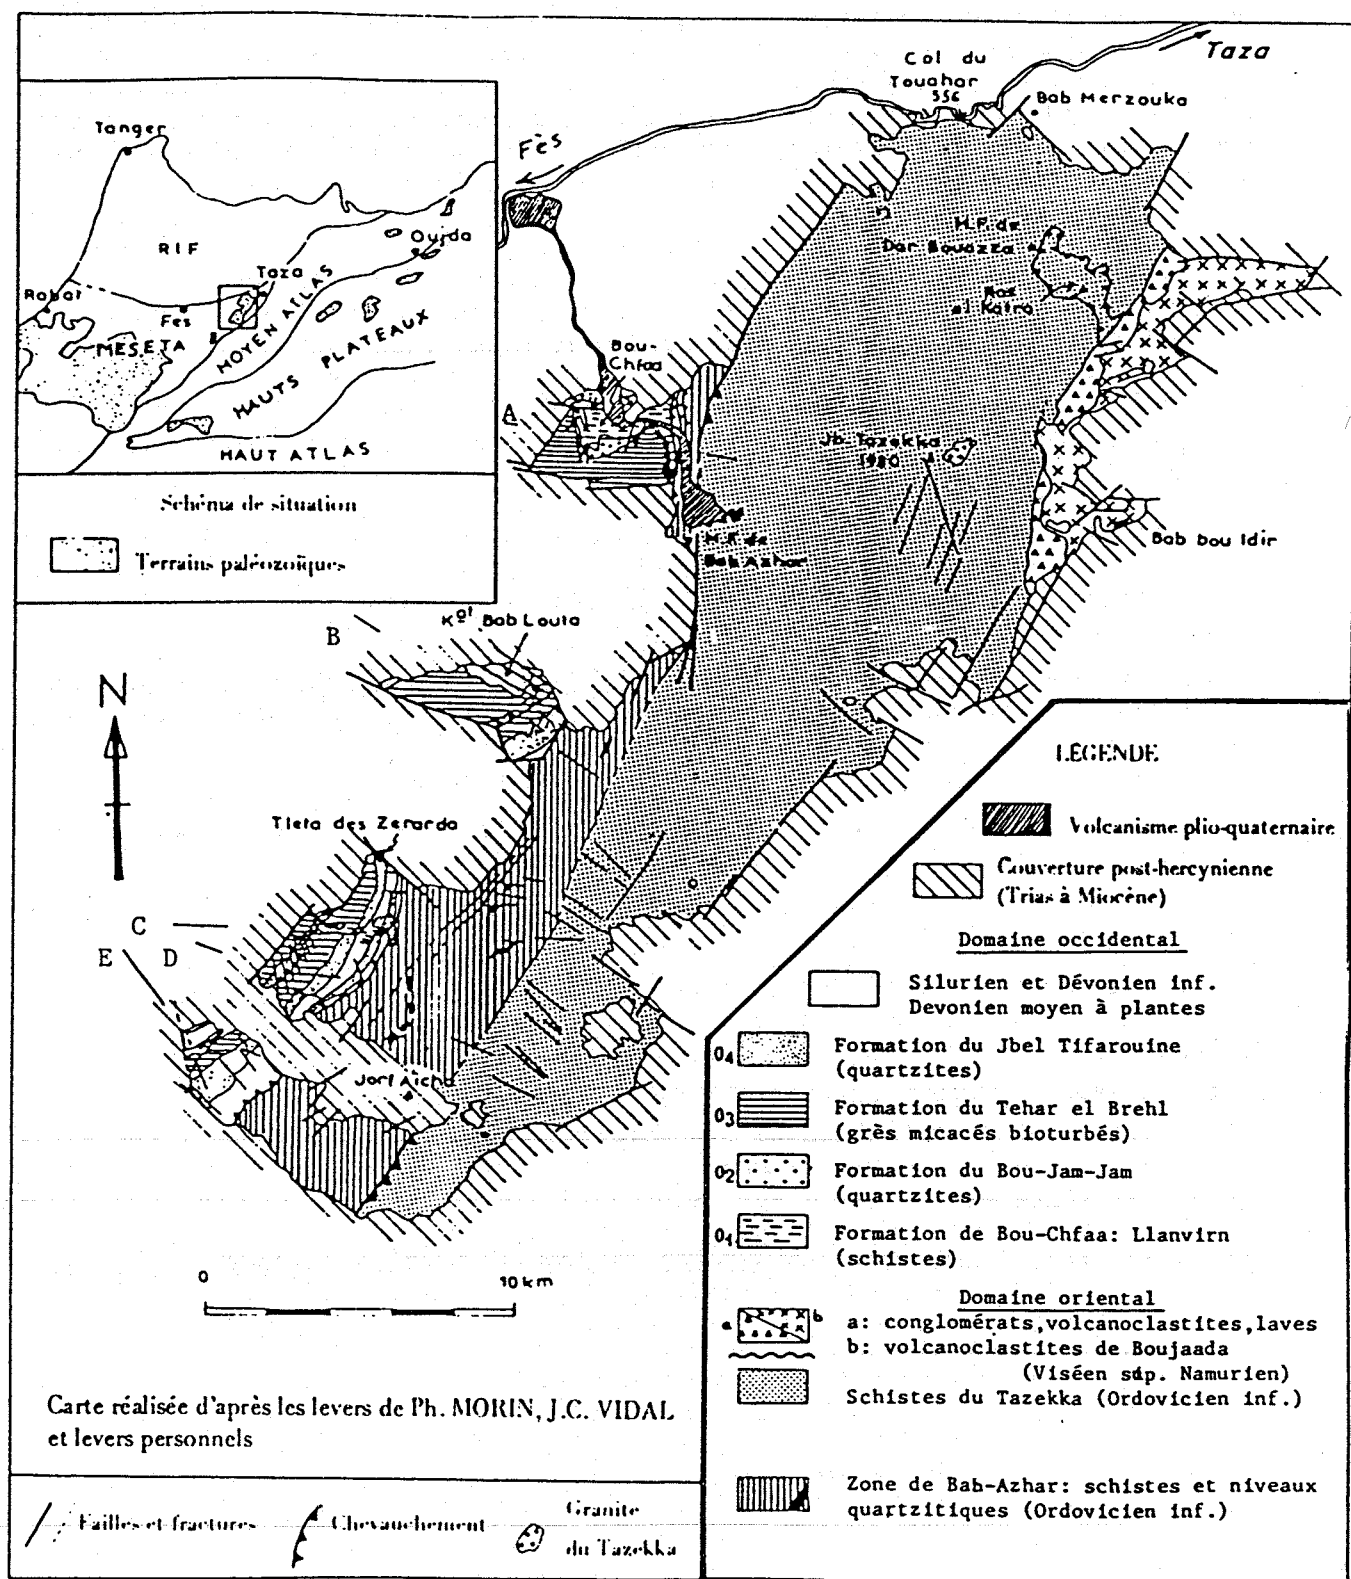 Taza
Col du
Touahar
556
Bab Merzouka
Fès
Tanger
RIF
Oujda
Taza
Rabat
Fes
MESETA
MOYEN ATLAS
HAUTS PLATEAUX
HAUT ATLAS
Schéma de situation
Terrains paléozoïques
M.F. de
Dar Bouazza
Ras
el Katra
Bou-
Chfaa
A
Jb. Tazekka
1980
M.F. de
Bab Azhar
Bab bou Idir
B
Kat Bab Louta
N
Tleta des Zerarda
C
E D
Jorf Aicha
0 10 km
LÉGENDE
Volcanisme plio-quaternaire
Couverture post-hercynienne
(Trias à Miocène)
Domaine occidental
Silurien et Dévonien inf.
Devonien moyen à plantes
O4 Formation du Jbel Tifarouine
(quartzites)
O3 Formation du Tehar el Brehl
(grès micacés bioturbés)
O2 Formation du Bou-Jam-Jam
(quartzites)
O1 Formation de Bou-Chfaa: Llanvirn
(schistes)
Domaine oriental
a b a: conglomérats,volcanoclastites,laves
b: volcanoclastites de Boujaada
(Viséen sup. Namurien)
Schistes du Tazekka (Ordovicien inf.)
Zone de Bab-Azhar: schistes et niveaux
quartzitiques (Ordovicien inf.)
Carte réalisée d'après les levers de Ph. MORIN, J.C. VIDAL
et levers personnels
Failles et fractures
Chevauchement
Granite
du Tazekka